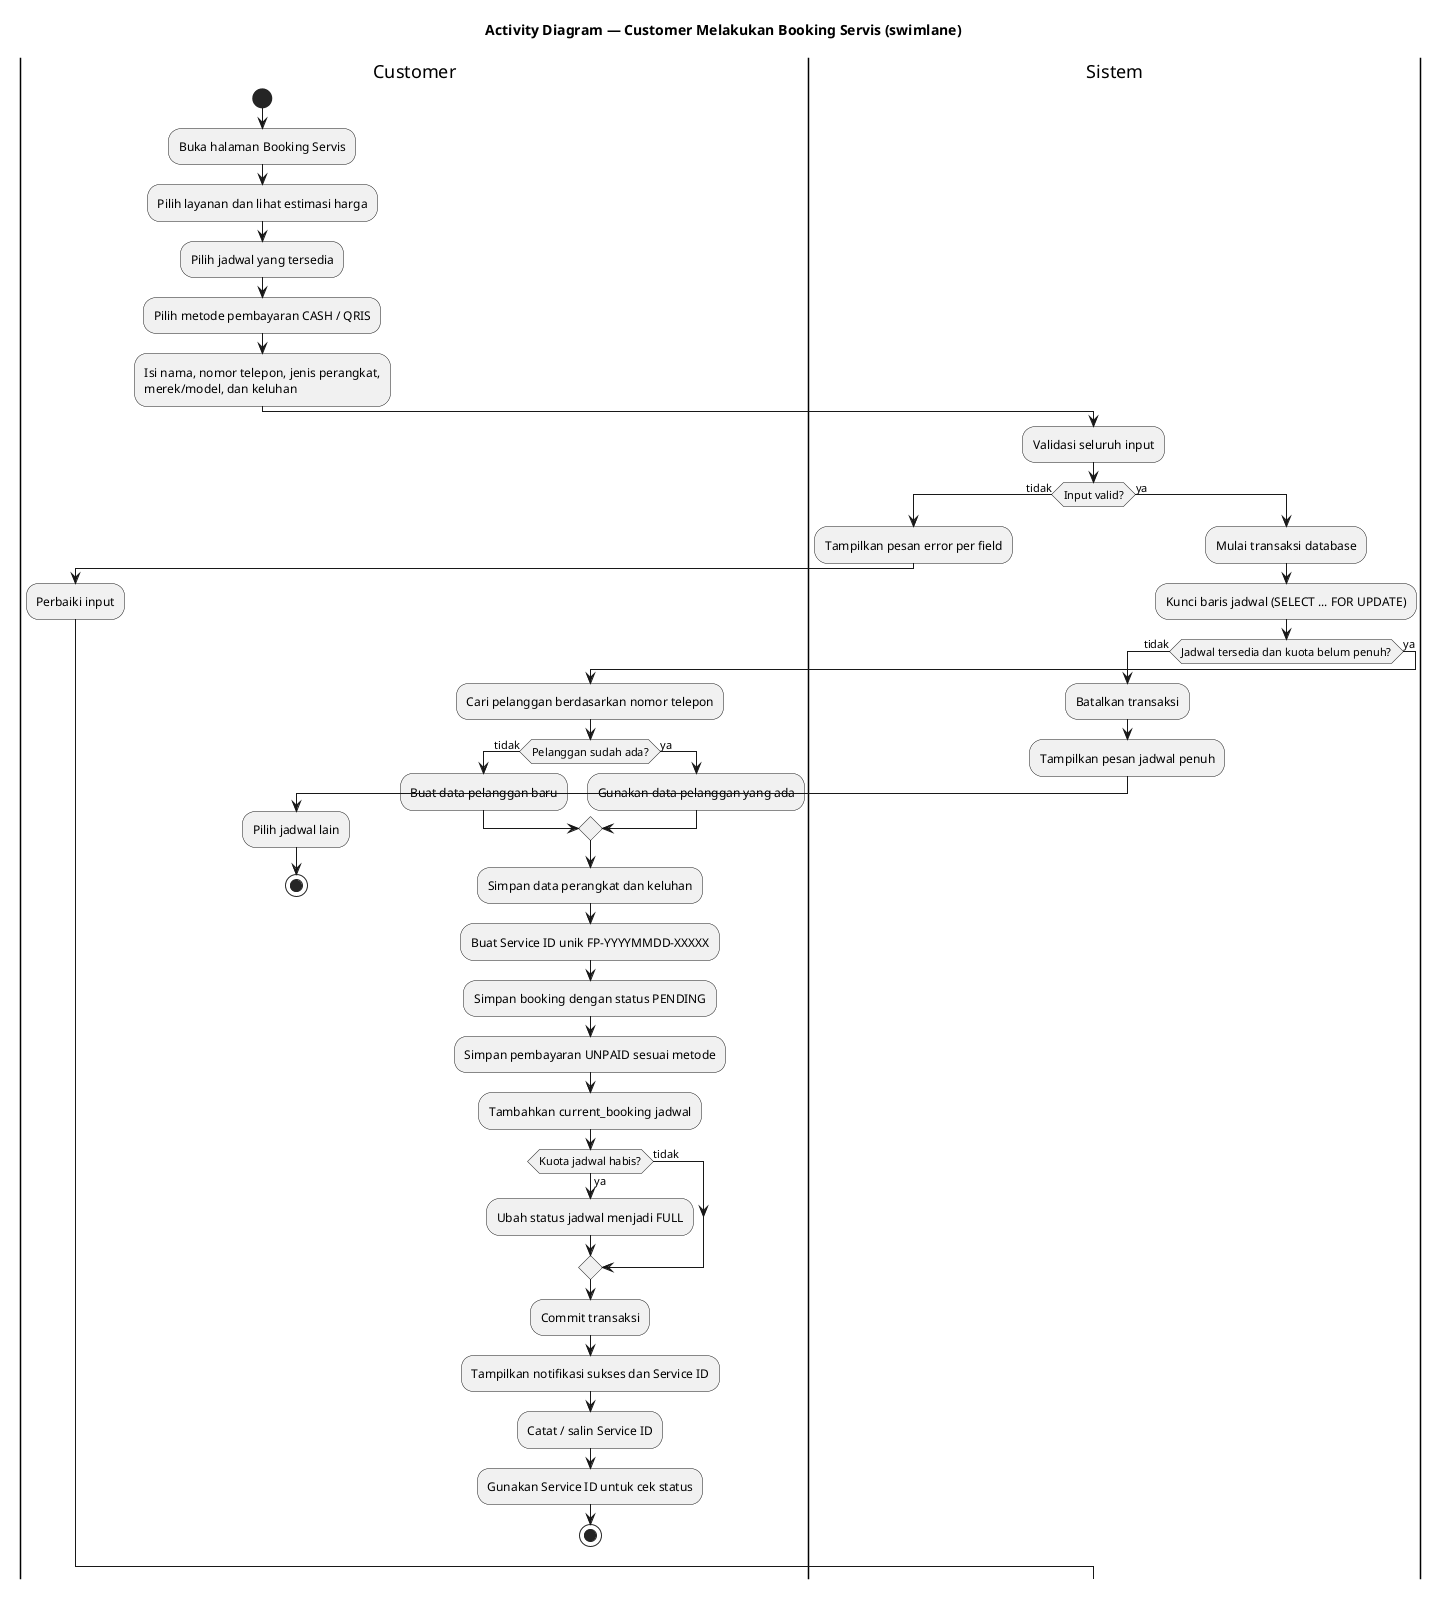 Activity Diagram — Customer Melakukan Booking Servis (swimlane)
Customer
Sistem
Buka halaman Booking Servis
Pilih layanan dan lihat estimasi harga
Pilih jadwal yang tersedia
Pilih metode pembayaran CASH / QRIS
Isi nama, nomor telepon, jenis perangkat,
merek/model, dan keluhan
Validasi seluruh input
tidak
Input valid?
ya
Tampilkan pesan error per field
Mulai transaksi database
Perbaiki input
Kunci baris jadwal (SELECT ... FOR UPDATE)
tidak
Jadwal tersedia dan kuota belum penuh?
ya
Cari pelanggan berdasarkan nomor telepon
Batalkan transaksi
tidak
Pelanggan sudah ada?
ya
Tampilkan pesan jadwal penuh
Buat data pelanggan baru
Gunakan data pelanggan yang ada
Pilih jadwal lain
Simpan data perangkat dan keluhan
Buat Service ID unik FP-YYYYMMDD-XXXXX
Simpan booking dengan status PENDING
Simpan pembayaran UNPAID sesuai metode
Tambahkan current_booking jadwal
Kuota jadwal habis?
tidak
ya
Ubah status jadwal menjadi FULL
Commit transaksi
Tampilkan notifikasi sukses dan Service ID
Catat / salin Service ID
Gunakan Service ID untuk cek status